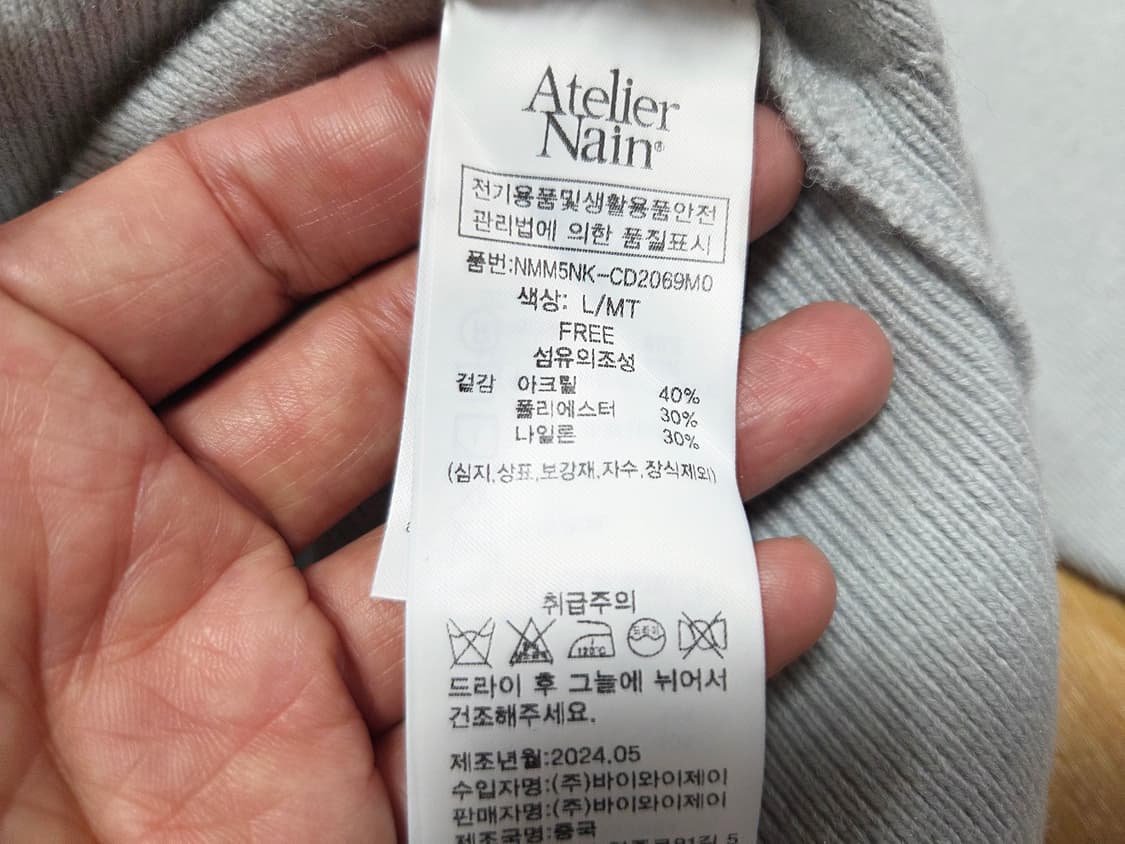 Atelier
Nain®
전기용품및생활용품안전
관리법에 의한 품질표시
품번:NMM5NK-CD2069M0
색상: L/MT
FREE
섬유의조성
겉감 아크릴 40%
폴리에스터 30%
나일론 30%
(심지,상표,보강재,자수,장식제외)
취급주의
120℃ 드라이
드라이 후 그늘에 뉘어서
건조해주세요.
제조년월:2024.05
수입자명:(주)바이와이제이
판매자명:(주)바이와이제이
제조국명:중국